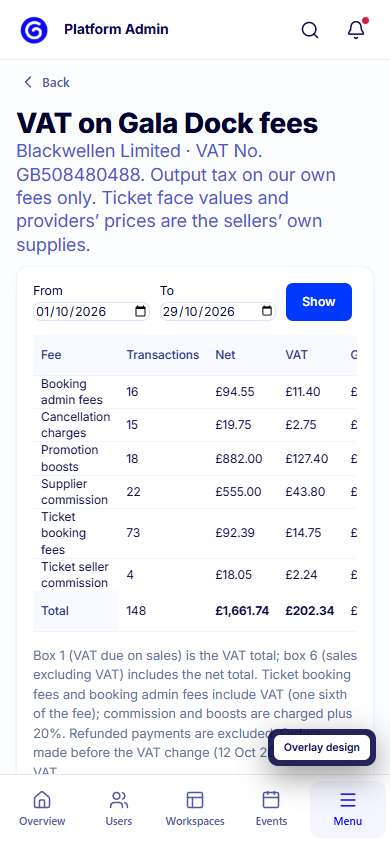 Platform Admin
Back
VAT on Gala Dock fees
Blackwellen Limited · VAT No.
GB508480488. Output tax on our own
fees only. Ticket face values and
providers’ prices are the sellers’ own
supplies.
From To
01/10/2026 29/10/2026 Show
Fee Transactions Net VAT G
Booking
admin fees 16 £94.55 £11.40 £
Cancellation
charges 15 £19.75 £2.75 £
Promotion
boosts 18 £882.00 £127.40 £
Supplier
commission 22 £555.00 £43.80 £
Ticket
booking
fees 73 £92.39 £14.75 £
Ticket seller
commission 4 £18.05 £2.24 £
Total 148 £1,661.74 £202.34 £
Box 1 (VAT due on sales) is the VAT total; box 6 (sales
excluding VAT) includes the net total. Ticket booking
fees and booking admin fees include VAT (one sixth
of the fee); commission and boosts are charged plus
20%. Refunded payments are excluded.
made before the VAT change (12 Oct 2
VAT
Overlay design
Overview Users Workspaces Events Menu